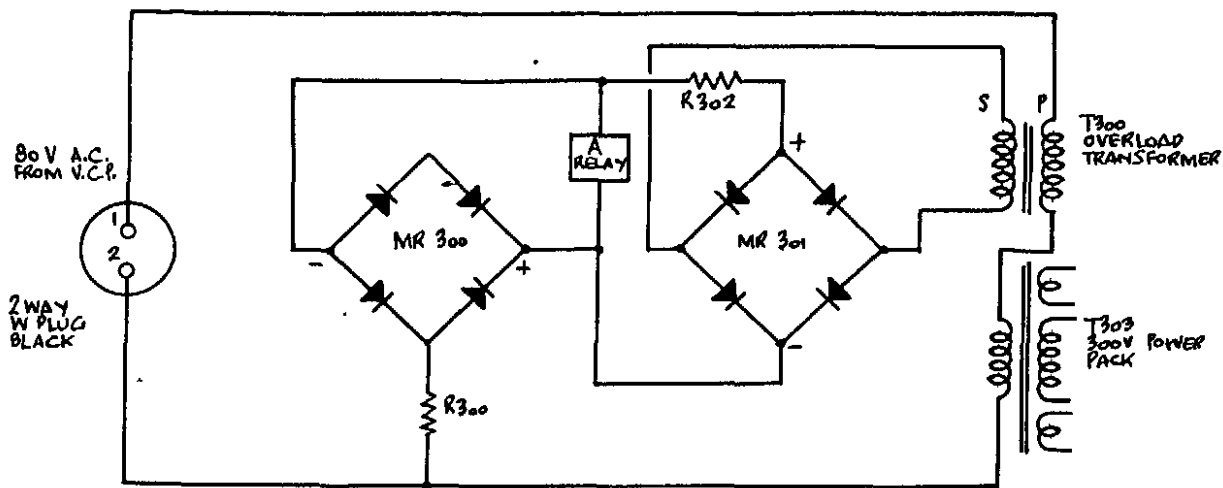 80V A.C.
FROM V.C.P.
1
2
2 WAY
W PLUG
BLACK
MR 300
-
+
R300
A
RELAY
R302
+
MR 301
-
S
P
T300
OVERLOAD
TRANSFORMER
T303
300V POWER
PACK